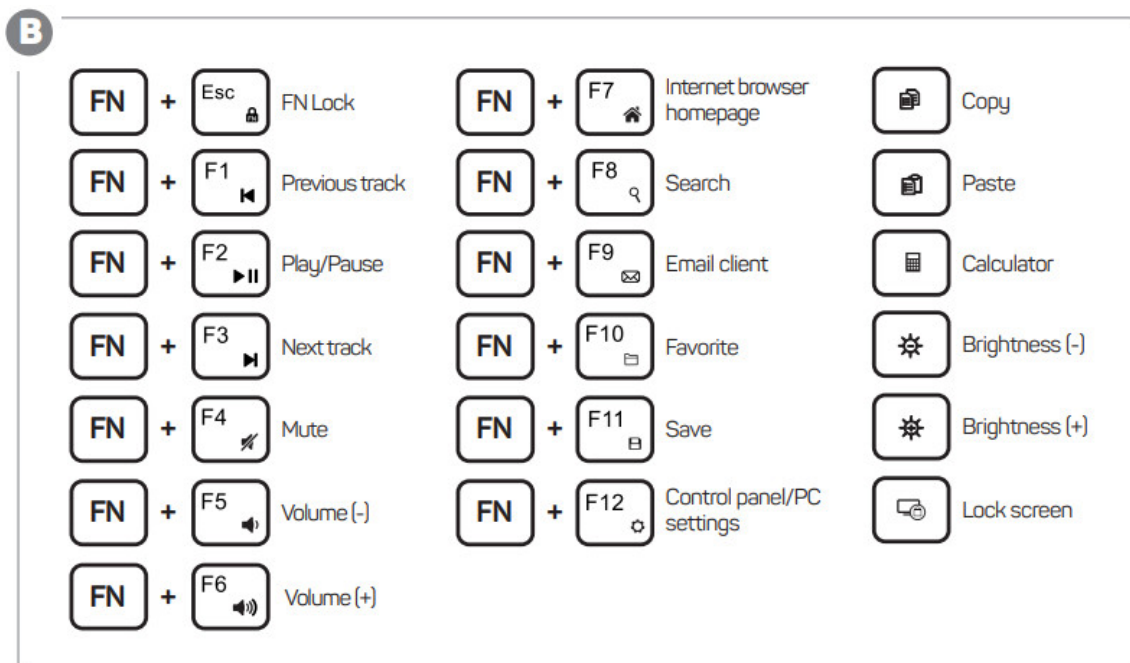 B
FN + Esc FN Lock
FN + F1 Previous track
FN + F2 Play/Pause
FN + F3 Next track
FN + F4 Mute
FN + F5 Volume (-)
FN + F6 Volume (+)
FN + F7 Internet browser
homepage
FN + F8 Search
FN + F9 Email client
FN + F10 Favorite
FN + F11 Save
FN + F12 Control panel/PC
settings
Copy
Paste
Calculator
Brightness (-)
Brightness (+)
Lock screen